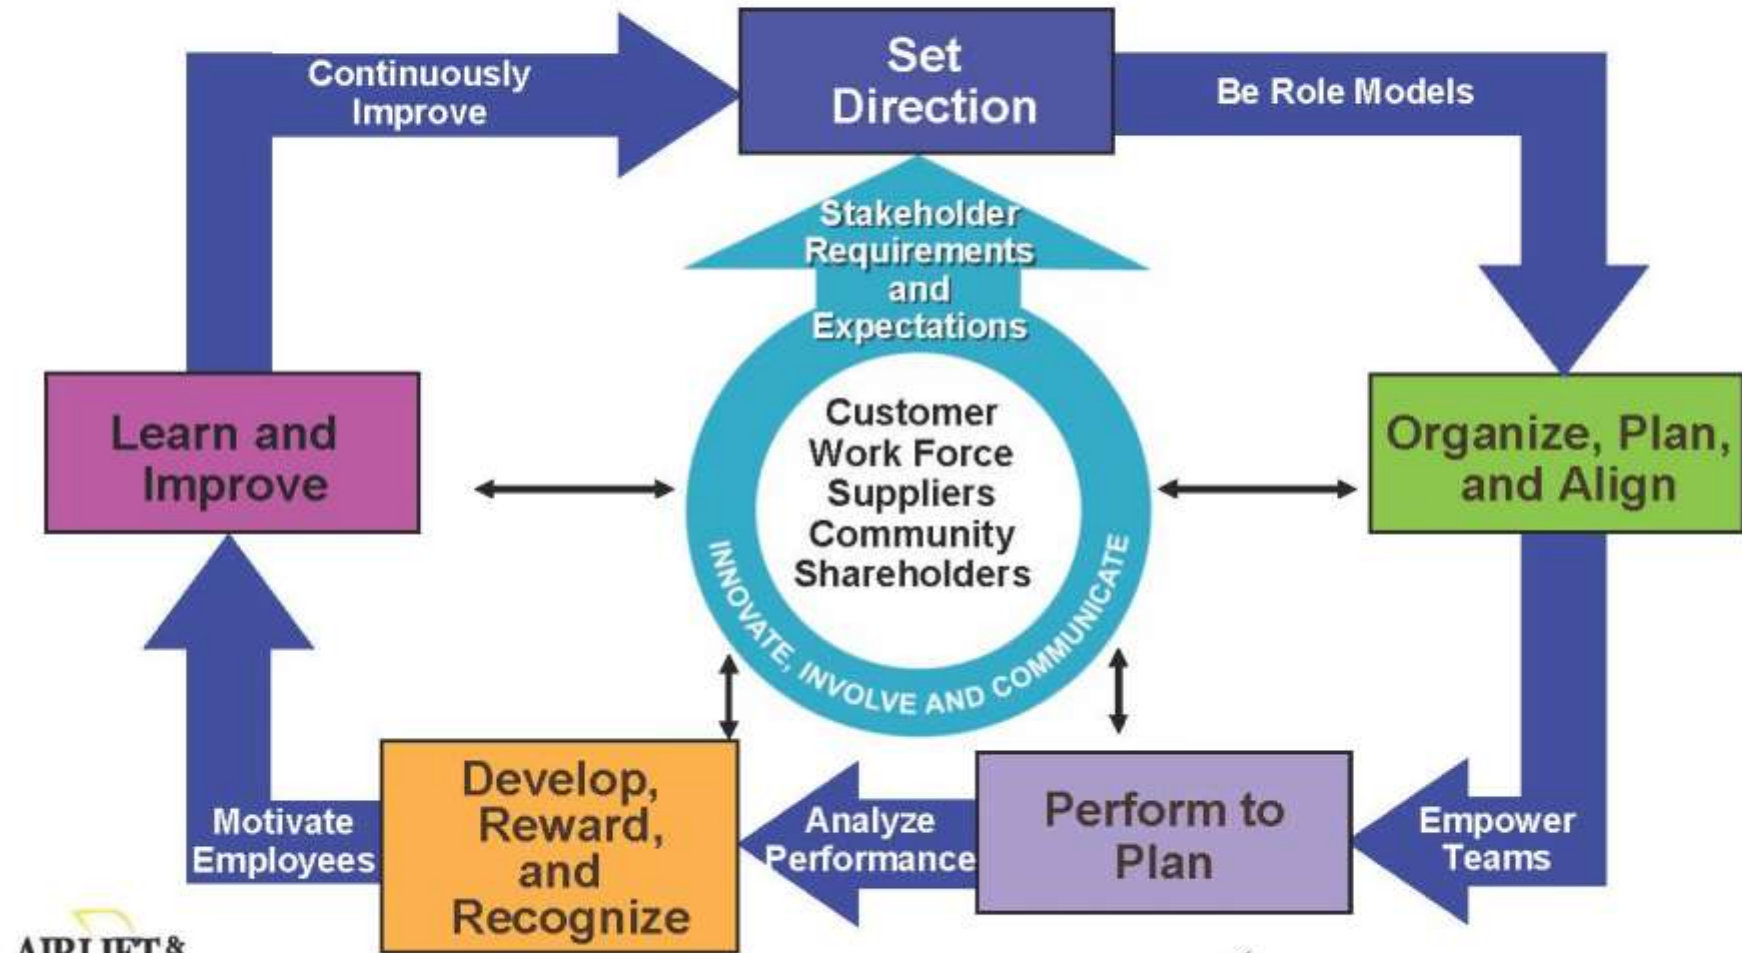 Continuously
Improve
Set
Direction
Be Role Models
Stakeholder
Requirements
and
Expectations
Learn and
Improve
Customer
Work Force
Suppliers
Community
Shareholders
INNOVATE, INVOLVE AND COMMUNICATE
Organize, Plan,
and Align
Motivate
Employees
Develop,
Reward,
and
Recognize
Analyze
Performance
Perform to
Plan
Empower
Teams
AIRLIFT &